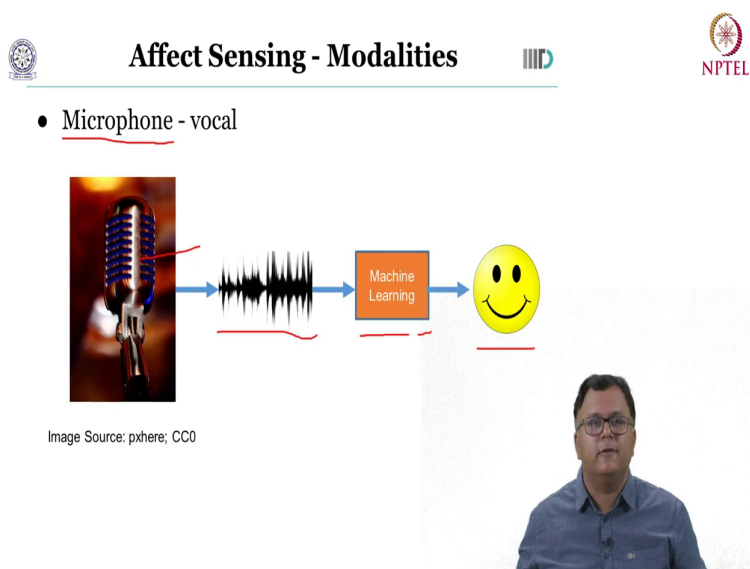 Affect Sensing - Modalities
NPTEL
● Microphone - vocal
Machine
Learning
Image Source: pxhere; CC0